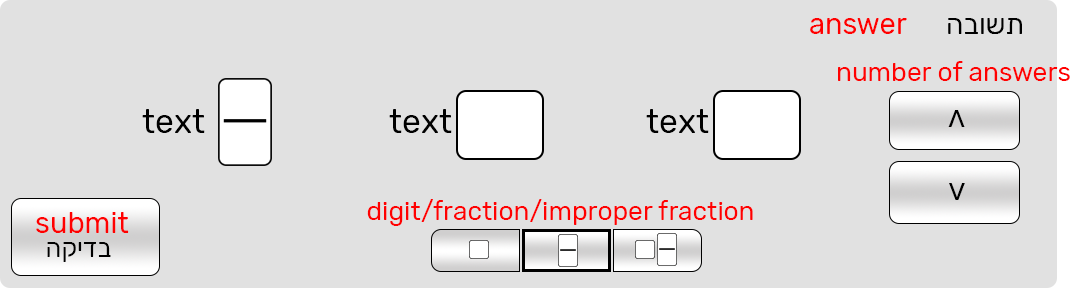 answer תשובה
number of answers
text text text
ʌ
v
digit/fraction/improper fraction
submit
בדיקה